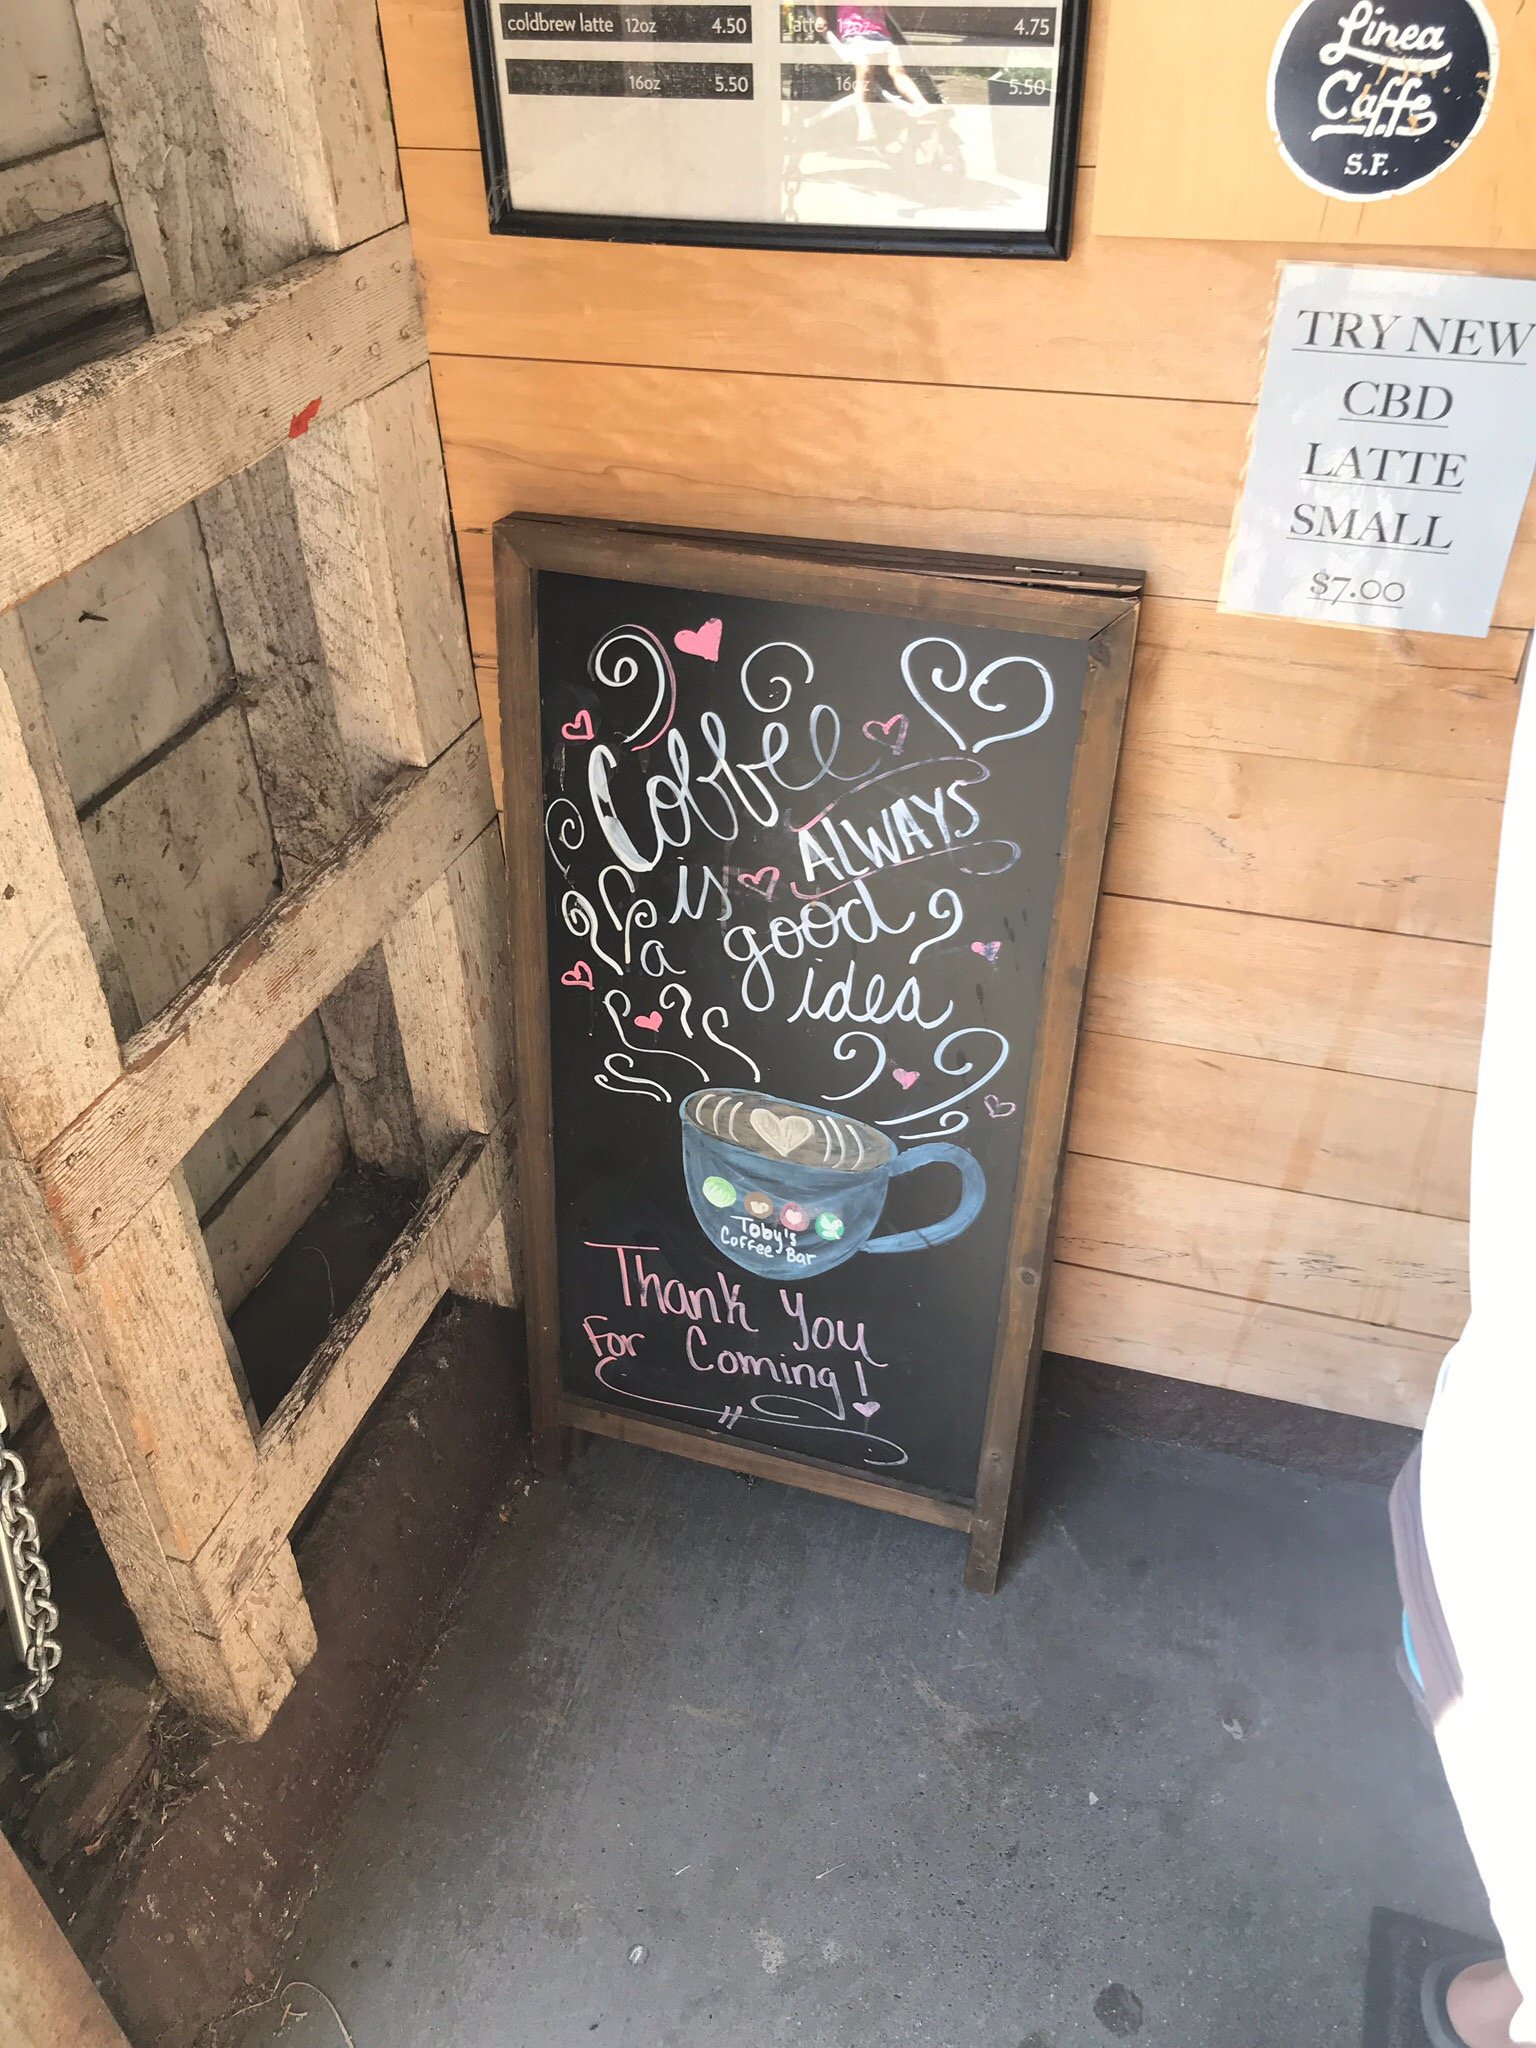 coldbrew latte 12oz 4.50
16oz 5.50
latte 12oz 4.75
16oz 5.50
Linea
Caffe
S.F.
TRY NEW
CBD
LATTE
SMALL
$7.00
Coffee
is ALWAYS
a good
idea
Toby's
Coffee Bar
Thank You
For Coming!